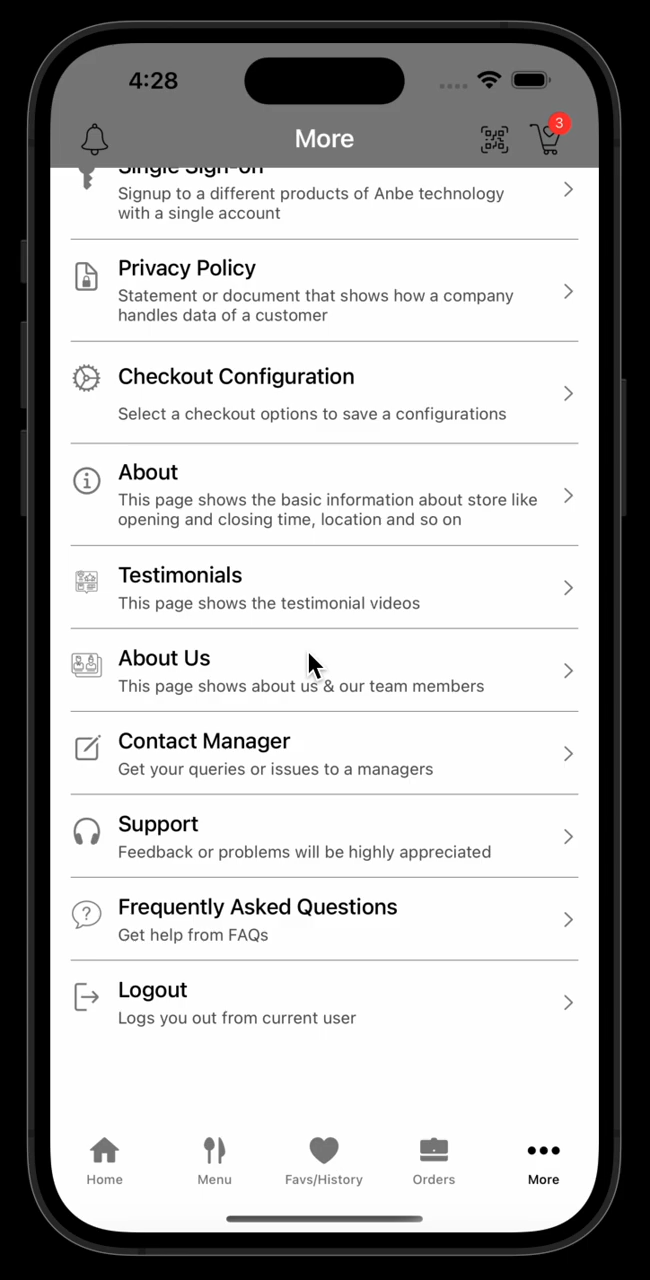 4:28
More
3
Single Sign-on
Signup to a different products of Anbe technology
with a single account
Privacy Policy
Statement or document that shows how a company
handles data of a customer
Checkout Configuration
Select a checkout options to save a configurations
About
This page shows the basic information about store like
opening and closing time, location and so on
Testimonials
This page shows the testimonial videos
About Us
This page shows about us & our team members
Contact Manager
Get your queries or issues to a managers
Support
Feedback or problems will be highly appreciated
Frequently Asked Questions
Get help from FAQs
Logout
Logs you out from current user
Home
Menu
Favs/History
Orders
More